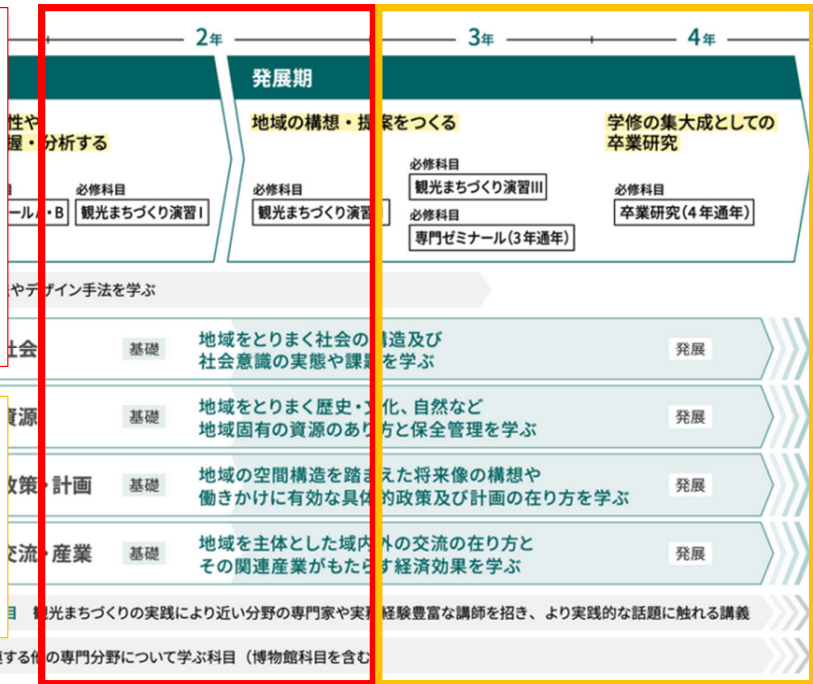 2年
3年
4年
発展期
性や
握・分析する
地域の構想・提案をつくる
学修の集大成としての
卒業研究
必修科目
観光まちづくり演習I
必修科目
観光まちづくり演習
必修科目
観光まちづくり演習III
必修科目
専門ゼミナール(3年通年)
必修科目
卒業研究(4年通年)
目
ールA・B
やデザイン手法を学ぶ
社会
基礎
地域をとりまく社会の構造及び
社会意識の実態や課題を学ぶ
発展
資源
基礎
地域をとりまく歴史・文化、自然など
地域固有の資源のあり方と保全管理を学ぶ
発展
政策・計画
基礎
地域の空間構造を踏まえた将来像の構想や
働きかけに有効な具体的政策及び計画の在り方を学ぶ
発展
交流・産業
基礎
地域を主体とした域内外の交流の在り方と
その関連産業がもたらす経済効果を学ぶ
発展
目 観光まちづくりの実践により近い分野の専門家や実務経験豊富な講師を招き、より実践的な話題に触れる講義
する他の専門分野について学ぶ科目(博物館科目を含む